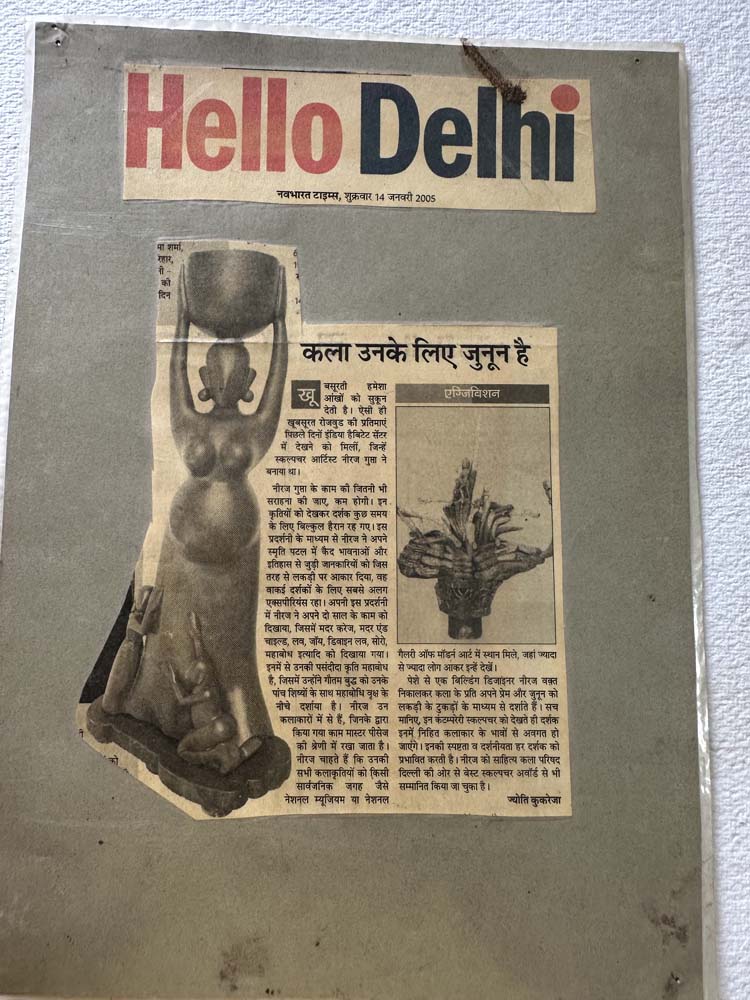 Hello Delhi
नवभारत टाइम्स, शुक्रवार 14 जनवरी 2005
मा शर्मा,
की
दिन
कला उनके लिए जुनून है
खूबसूरती हमेशा
आंखों को सुकून
देती है। ऐसी ही
खूबसूरत रोजवुड की प्रतिमाएं
पिछले दिनों इंडिया हैबिटेट सेंटर
में देखने को मिलीं, जिन्हें
स्कल्पचर आर्टिस्ट नीरज गुप्ता ने
बनाया था।
नीरज गुप्ता के काम की जितनी भी
सराहना की जाए, कम होगी। इन
कृतियों को देखकर दर्शक कुछ समय
के लिए बिल्कुल हैरान रह गए। इस
प्रदर्शनी के माध्यम से नीरज ने अपने
स्मृति पटल में कैद भावनाओं और
इतिहास से जुड़ी जानकारियों को जिस
तरह से लकड़ी पर आकार दिया, वह
वाकई दर्शकों के लिए सबसे अलग
एक्सपीरियंस रहा। अपनी इस प्रदर्शनी
में नीरज ने अपने दो साल के काम को
दिखाया, जिसमें मदर करेज, मदर एंड
चाइल्ड, लव, जॉय, डिवाइन लव, सोरो,
महाबोध इत्यादि को दिखाया गया।
इनमें से उनकी पसंदीदा कृति महाबोध
है, जिसमें उन्होंने गौतम बुद्ध को उनके
पांच शिष्यों के साथ महाबोधि वृक्ष के
नीचे दर्शाया है। नीरज उन
कलाकारों में से हैं, जिनके द्वारा
किया गया काम मास्टर पीसेज
की श्रेणी में रखा जाता है।
नीरज चाहते हैं कि उनकी
सभी कलाकृतियों को किसी
सार्वजनिक जगह जैसे
नेशनल म्यूजियम या नेशनल
एग्जिबिशन
गैलरी ऑफ मॉडर्न आर्ट में स्थान मिले, जहां ज्यादा
से ज्यादा लोग आकर इन्हें देखें।
पेशे से एक बिल्डिंग डिजाइनर नीरज वक़्त
निकालकर कला के प्रति अपने प्रेम और जुनून को
लकड़ी के टुकड़ों के माध्यम से दर्शाते हैं। सच
मानिए, इन कंटम्परेरी स्कल्पचर को देखते ही दर्शक
इनमें निहित कलाकार के भावों से अवगत हो
जाएंगे। इनकी स्पष्टता व दर्शनीयता हर दर्शक को
प्रभावित करती है। नीरज को साहित्य कला परिषद
दिल्ली की ओर से बेस्ट स्कल्पचर अवॉर्ड से भी
सम्मानित किया जा चुका है।
ज्योति कुकरेजा